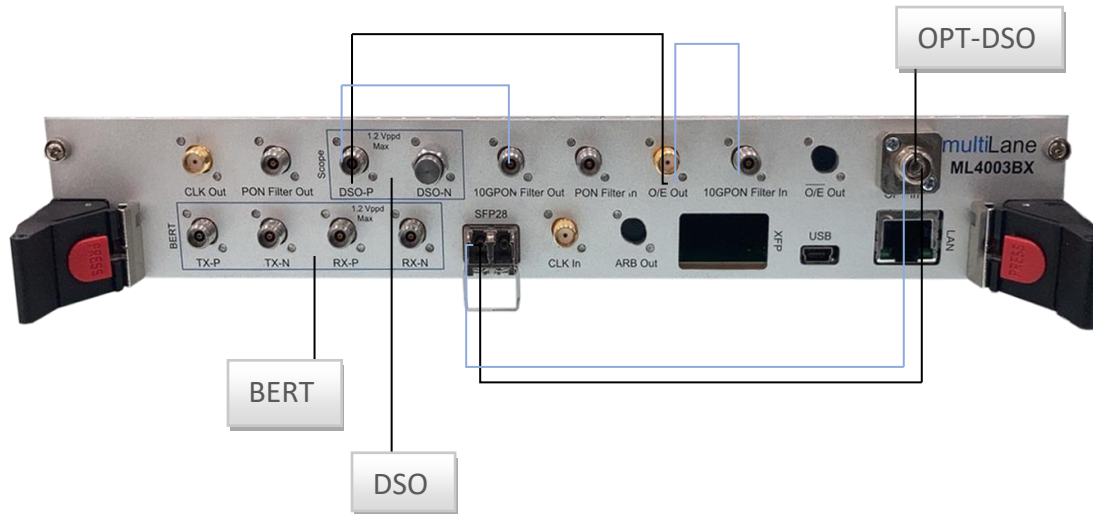 OPT-DSO
multiLane
ML4003BX
Scope
1.2 Vppd
Max
CLK Out
PON Filter Out
DSO-P
DSO-N
10GPON Filter Out
PON Filter In
O/E Out
10GPON Filter In
O/E Out
BERT
1.2 Vppd
Max
TX-P
TX-N
RX-P
RX-N
SFP28
CLK In
ARB Out
XFP
USB
LAN
PRESS
PRESS
BERT
DSO